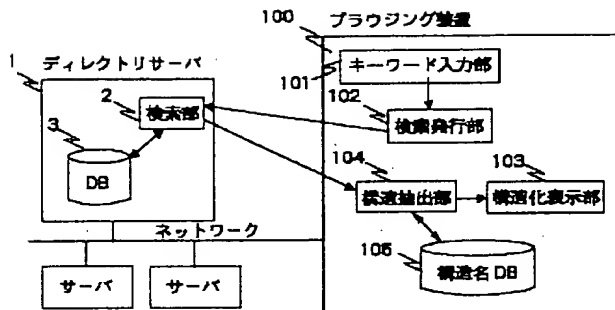 100
ブラウジング装置
1
ディレクトリサーバ
101
キーワード入力部
2
検索部
102
検索発行部
3
DB
104
103
構造抽出部
構造化表示部
ネットワーク
105
構造名DB
サーバ
サーバ